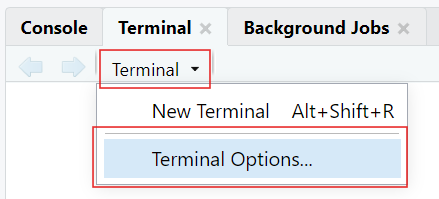 Console Terminal × Background Jobs ×
Terminal
New Terminal Alt+Shift+R
Terminal Options...